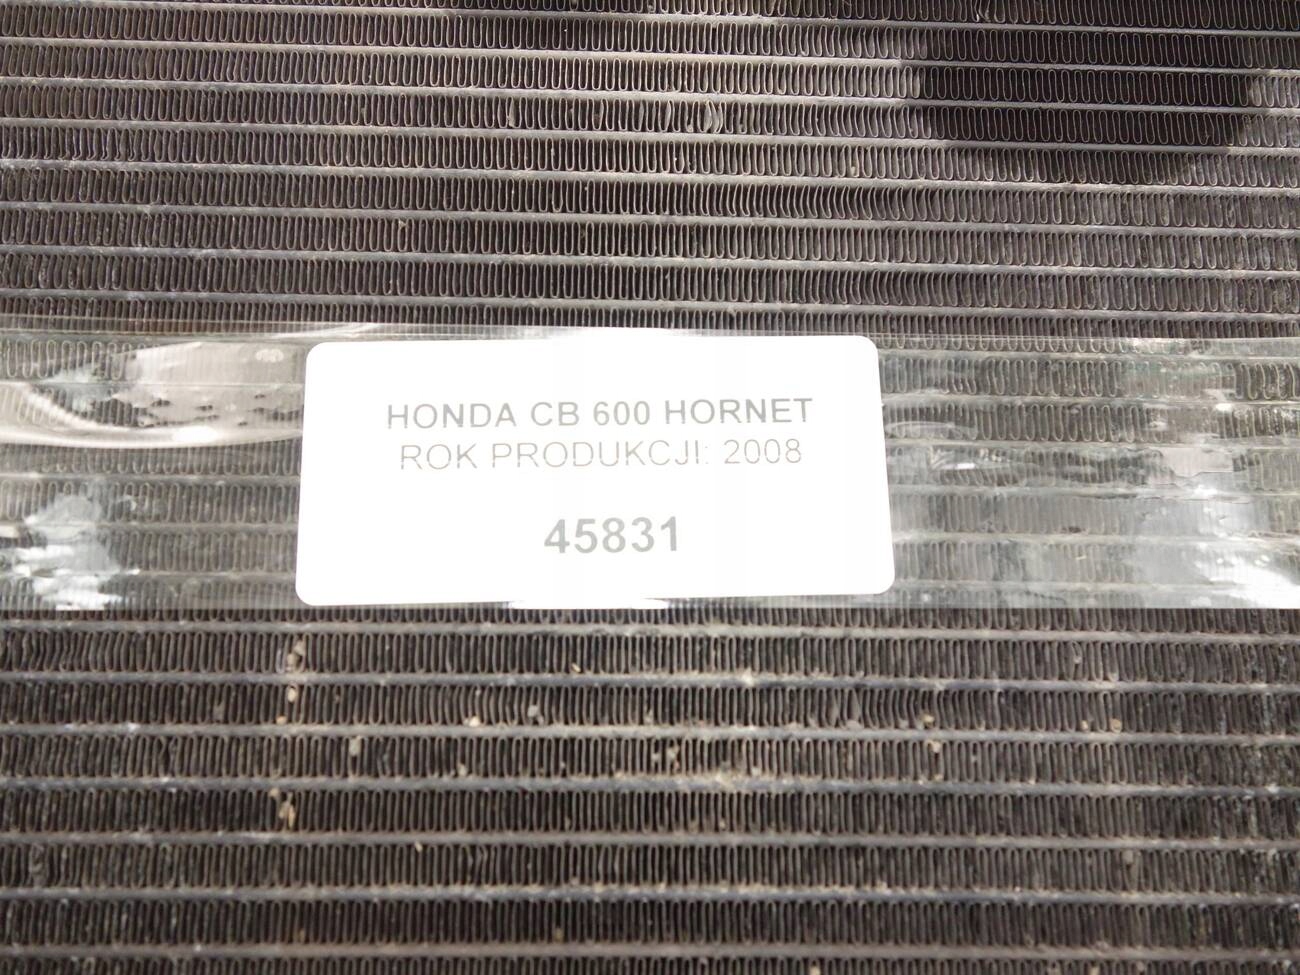 HONDA CB 600 HORNET
ROK PRODUKCJI: 2008
45831